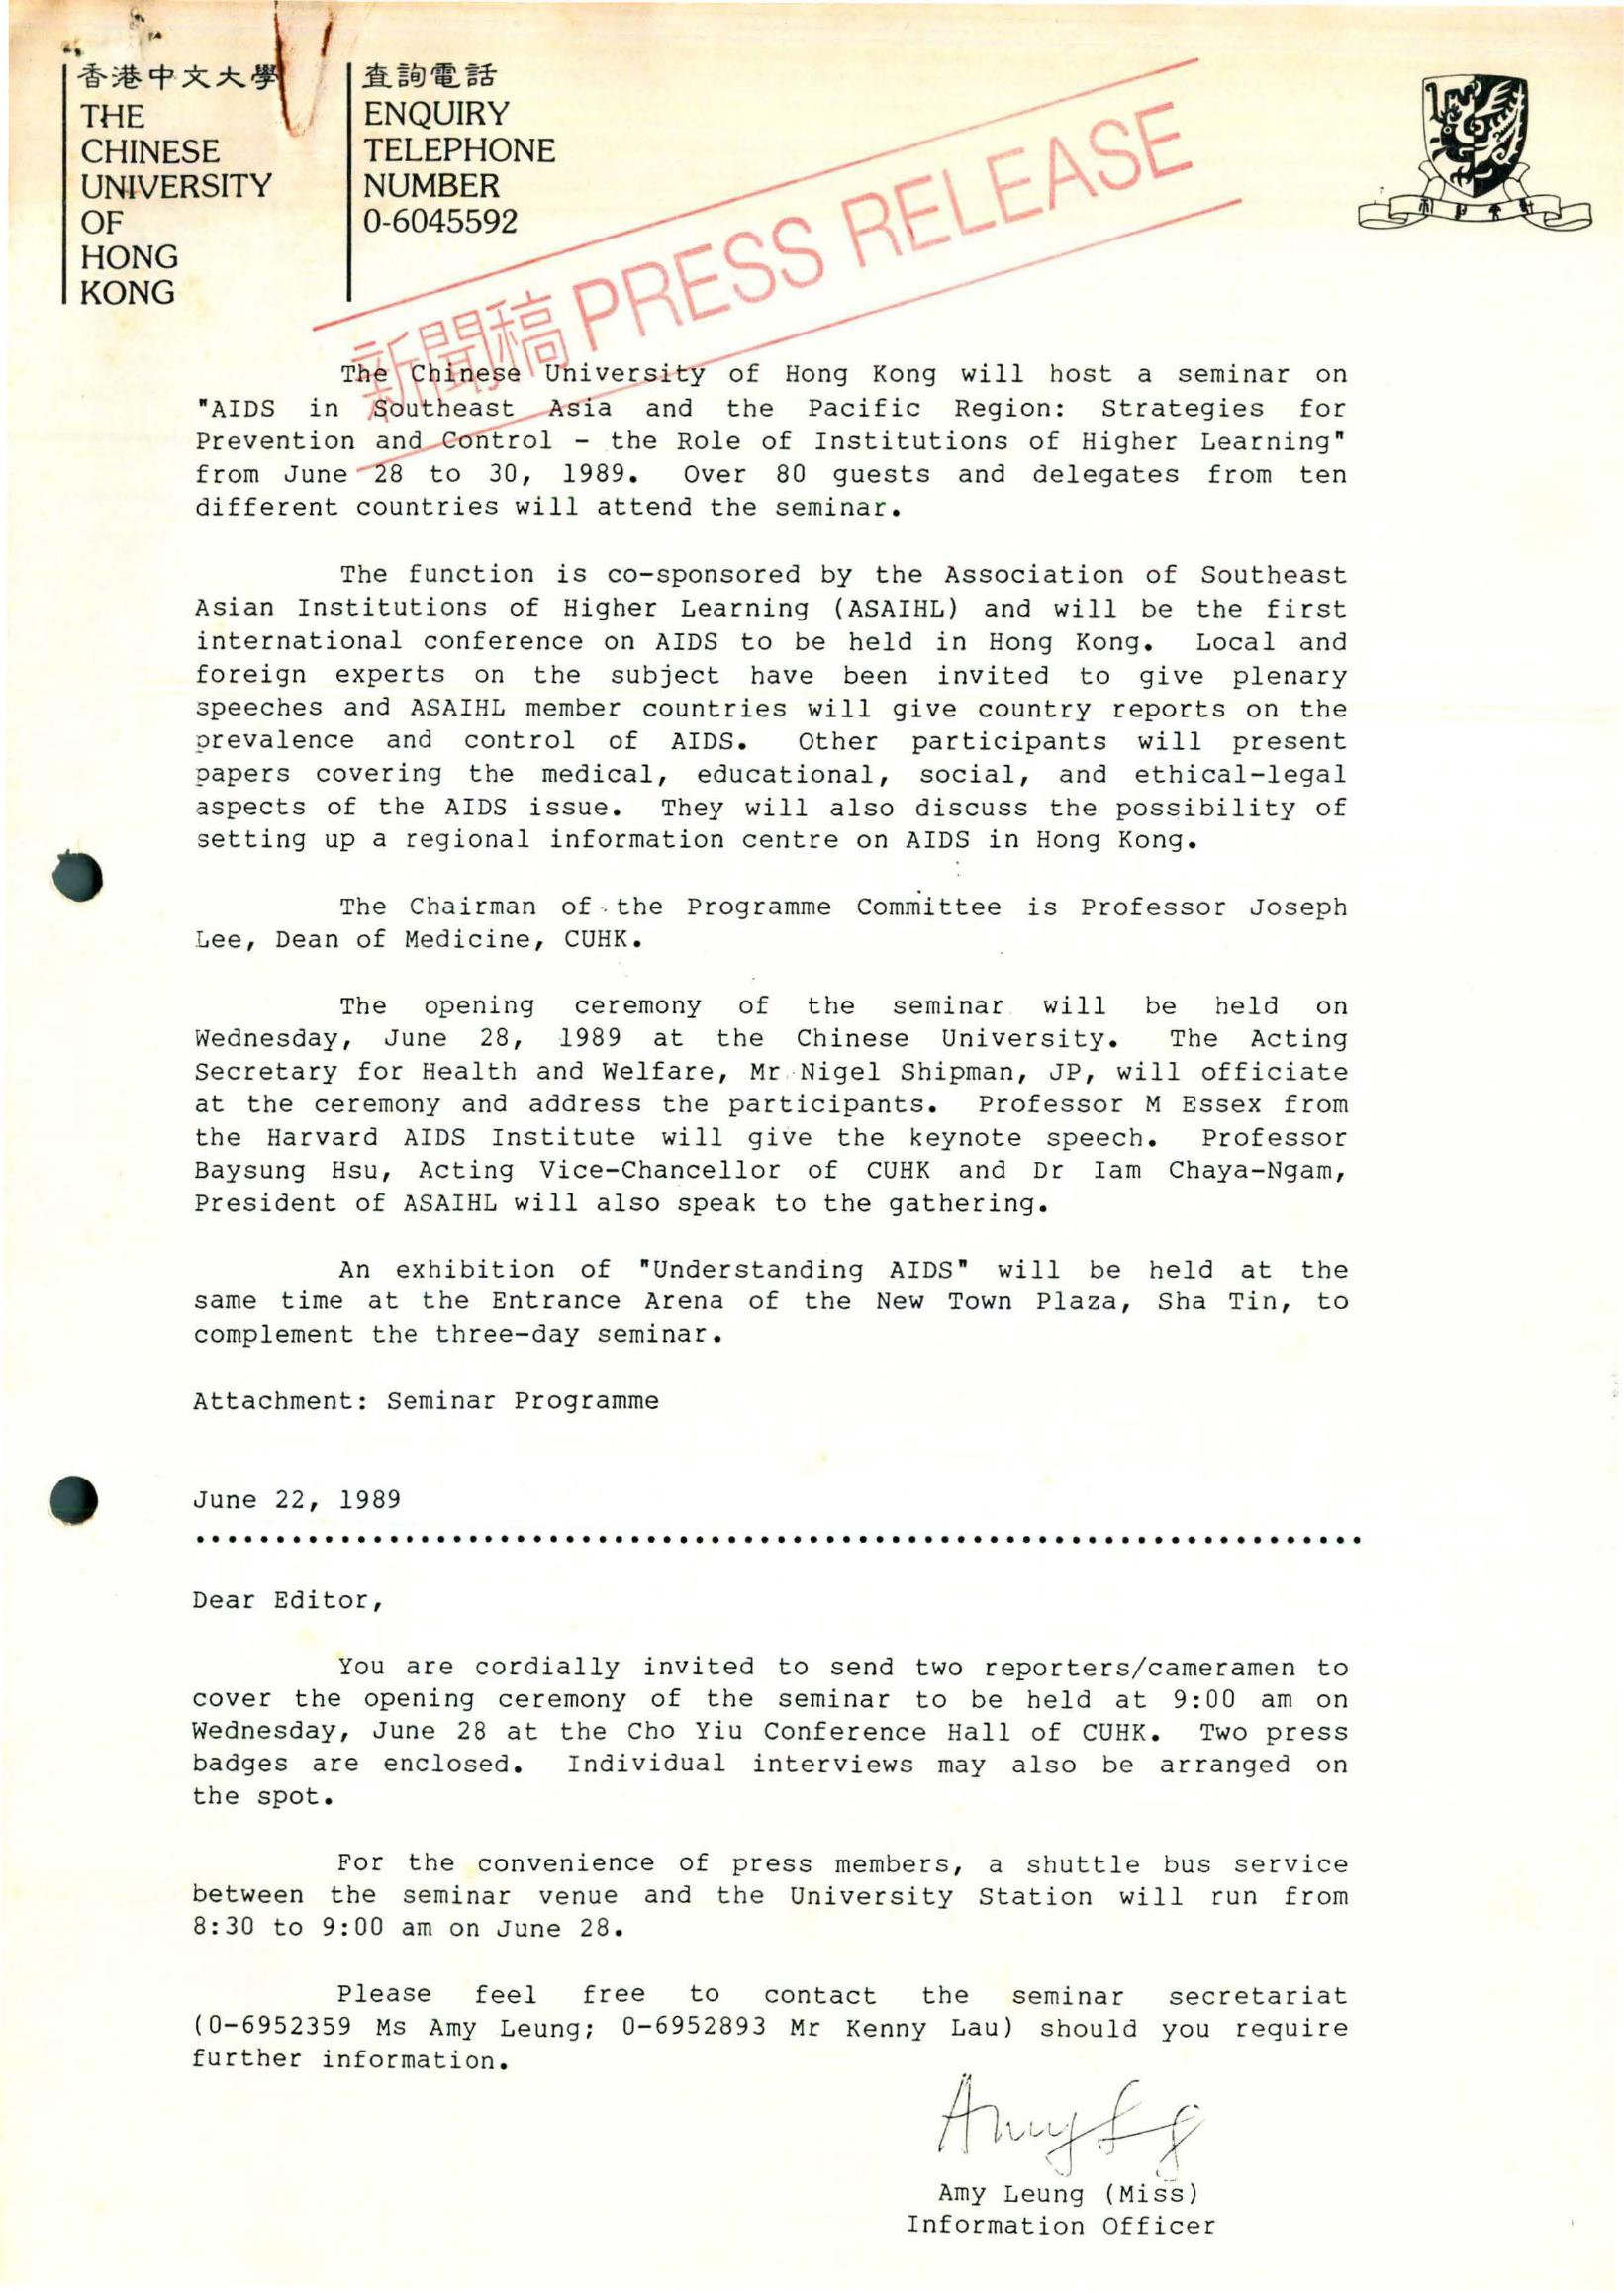 香港中文大學
THE
CHINESE
UNIVERSITY
OF
HONG
KONG
查詢電話
ENQUIRY
TELEPHONE
NUMBER
0-6045592
新聞稿 PRESS RELEASE
The Chinese University of Hong Kong will host a seminar on
"AIDS in Southeast Asia and the Pacific Region: Strategies for
Prevention and Control - the Role of Institutions of Higher Learning"
from June 28 to 30, 1989. Over 80 guests and delegates from ten
different countries will attend the seminar.
The function is co-sponsored by the Association of Southeast
Asian Institutions of Higher Learning (ASAIHL) and will be the first
international conference on AIDS to be held in Hong Kong. Local and
foreign experts on the subject have been invited to give plenary
speeches and ASAIHL member countries will give country reports on the
prevalence and control of AIDS. Other participants will present
papers covering the medical, educational, social, and ethical-legal
aspects of the AIDS issue. They will also discuss the possibility of
setting up a regional information centre on AIDS in Hong Kong.
The Chairman of the Programme Committee is Professor Joseph
Lee, Dean of Medicine, CUHK.
The opening ceremony of the seminar will be held on
Wednesday, June 28, 1989 at the Chinese University. The Acting
Secretary for Health and Welfare, Mr Nigel Shipman, JP, will officiate
at the ceremony and address the participants. Professor M Essex from
the Harvard AIDS Institute will give the keynote speech. Professor
Baysung Hsu, Acting Vice-Chancellor of CUHK and Dr Iam Chaya-Ngam,
President of ASAIHL will also speak to the gathering.
An exhibition of "Understanding AIDS" will be held at the
same time at the Entrance Arena of the New Town Plaza, Sha Tin, to
complement the three-day seminar.
Attachment: Seminar Programme
June 22, 1989
Dear Editor,
You are cordially invited to send two reporters/cameramen to
cover the opening ceremony of the seminar to be held at 9:00 am on
Wednesday, June 28 at the Cho Yiu Conference Hall of CUHK. Two press
badges are enclosed. Individual interviews may also be arranged on
the spot.
For the convenience of press members, a shuttle bus service
between the seminar venue and the University Station will run from
8:30 to 9:00 am on June 28.
Please feel free to contact the seminar secretariat
(0-6952359 Ms Amy Leung; 0-6952893 Mr Kenny Lau) should you require
further information.
Amy Leung (Miss)
Information Officer